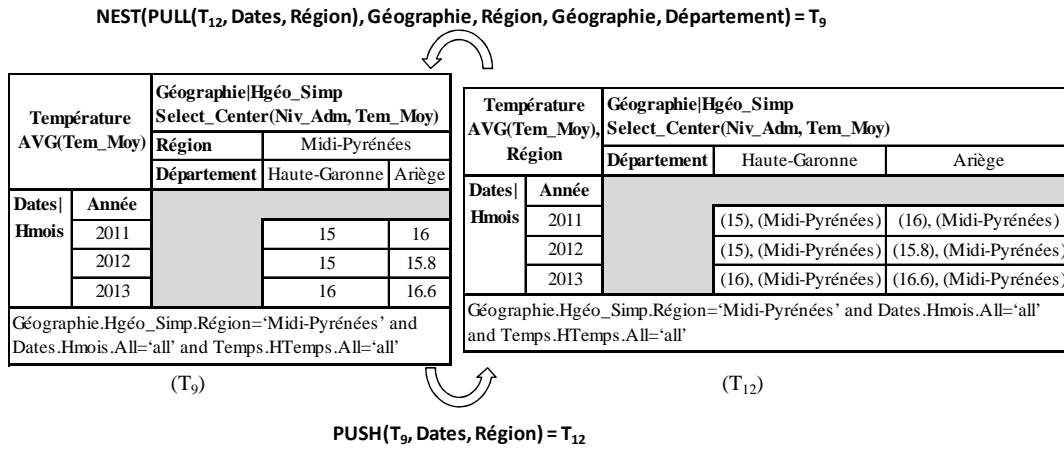 NEST(PULL(T12, Dates, Région), Géographie, Région, Géographie, Département) = T9
Température
AVG(Tem_Moy)
Géographie|Hgéo_Simp
Select_Center(Niv_Adm, Tem_Moy)
Région Midi-Pyrénées
Département Haute-Garonne Ariège
Dates| Année
Hmois 2011 15 16
2012 15 15.8
2013 16 16.6
Géographie.Hgéo_Simp.Région=‘Midi-Pyrénées’ and
Dates.Hmois.All=‘all’ and Temps.HTemps.All=‘all’
(T9)
Température
AVG(Tem_Moy),
Région
Géographie|Hgéo_Simp
Select_Center(Niv_Adm, Tem_Moy)
Département Haute-Garonne Ariège
Dates| Année
Hmois 2011 (15), (Midi-Pyrénées) (16), (Midi-Pyrénées)
2012 (15), (Midi-Pyrénées) (15.8), (Midi-Pyrénées)
2013 (16), (Midi-Pyrénées) (16.6), (Midi-Pyrénées)
Géographie.Hgéo_Simp.Région=‘Midi-Pyrénées’ and Dates.Hmois.All=‘all’
and Temps.HTemps.All=‘all’
(T12)
PUSH(T9, Dates, Région) = T12